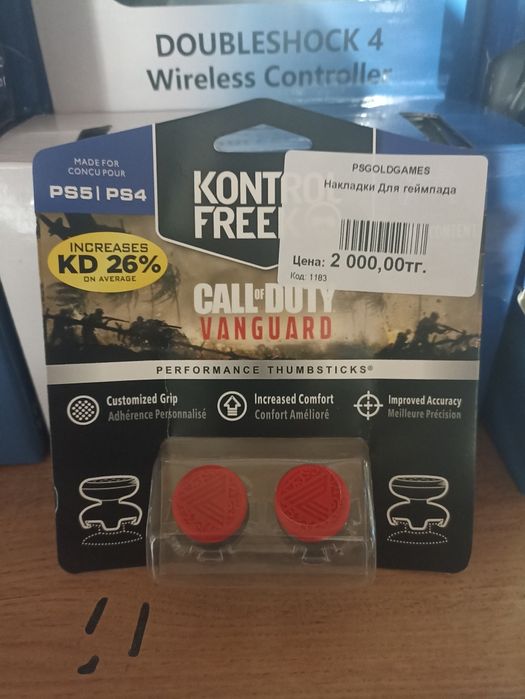 DOUBLESHOCK 4
Wireless Controller
MADE FOR
CONCU POUR
PS5 | PS4
KONTROL
FREEK
PSGOLDGAMES
Накладки Для геймпада
Цена: 2 000,00тг.
Код: 1183
INCREASES
KD 26%
ON AVERAGE
CALL OF DUTY
VANGUARD
PERFORMANCE THUMBSTICKS®
Customized Grip
Adhérence Personnalisé
Increased Comfort
Confort Amélioré
Improved Accuracy
Meilleure Précision